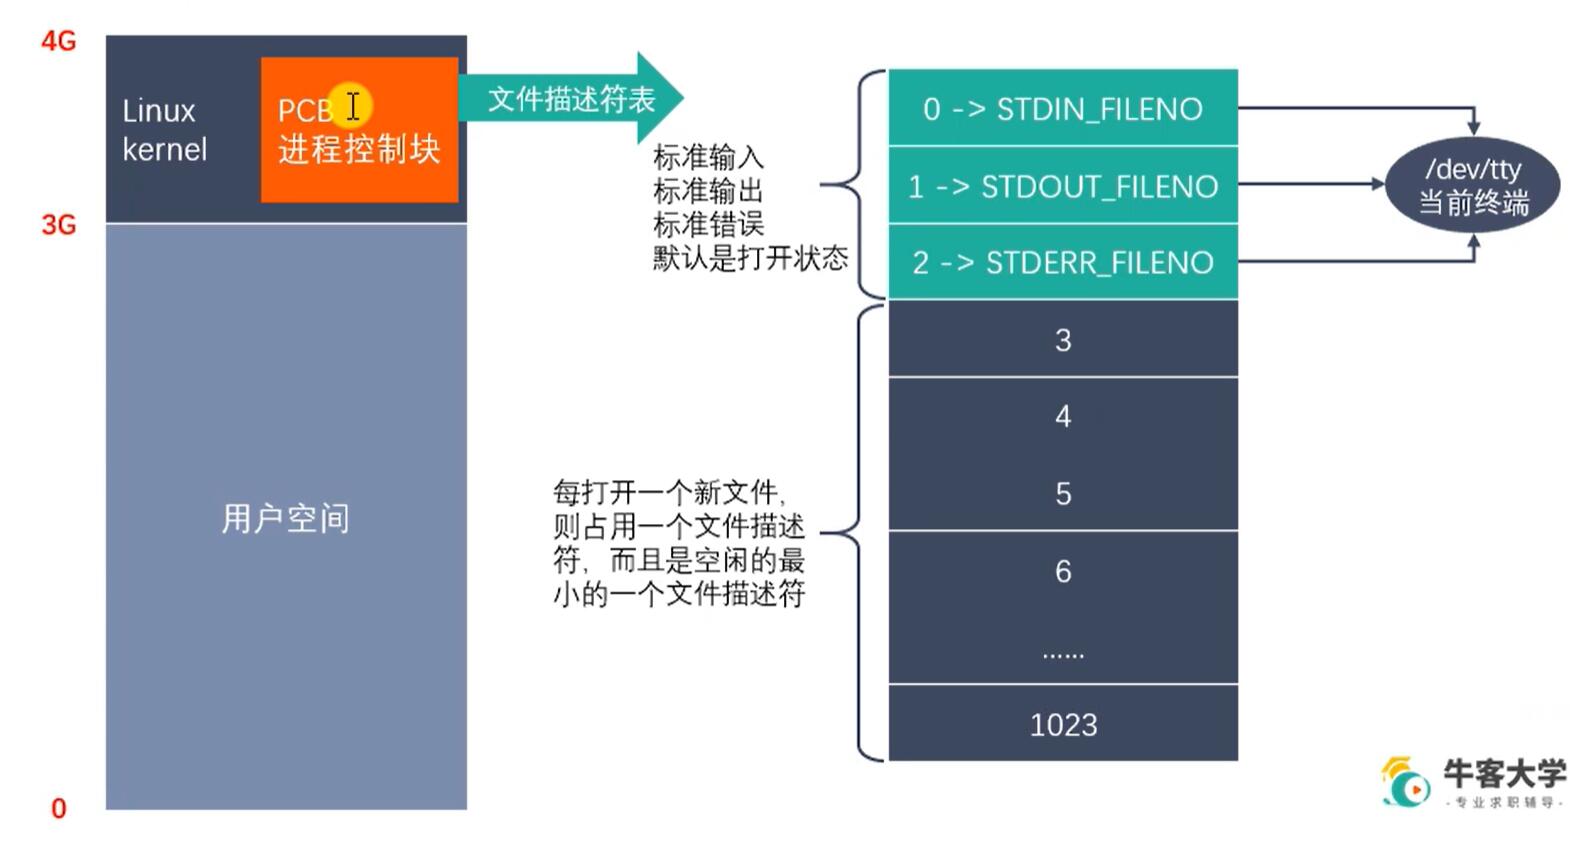 4G
Linux
kernel
PCB
进程控制块
文件描述符表
3G
用户空间
0
标准输入
标准输出
标准错误
默认是打开状态
每打开一个新文件，
则占用一个文件描述
符，而且是空闲的最
小的一个文件描述符
0 -> STDIN_FILENO
1 -> STDOUT_FILENO
2 -> STDERR_FILENO
3
4
5
6
......
1023
/dev/tty
当前终端
牛客大学
-专业求职辅导-